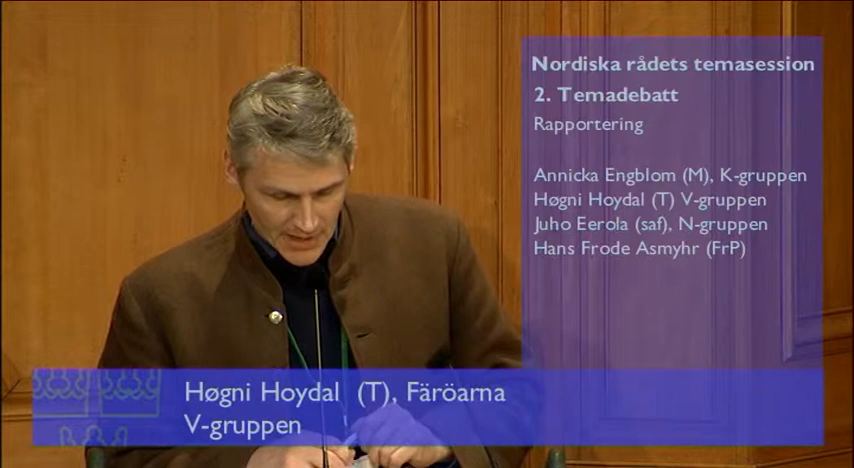 Nordiska rådets temasession
2. Temadebatt
Rapportering
Annicka Engblom (M), K-gruppen
Høgni Hoydal (T) V-gruppen
Juho Eerola (saf), N-gruppen
Hans Frode Asmyhr (FrP)
Høgni Hoydal (T), Färöarna
V-gruppen